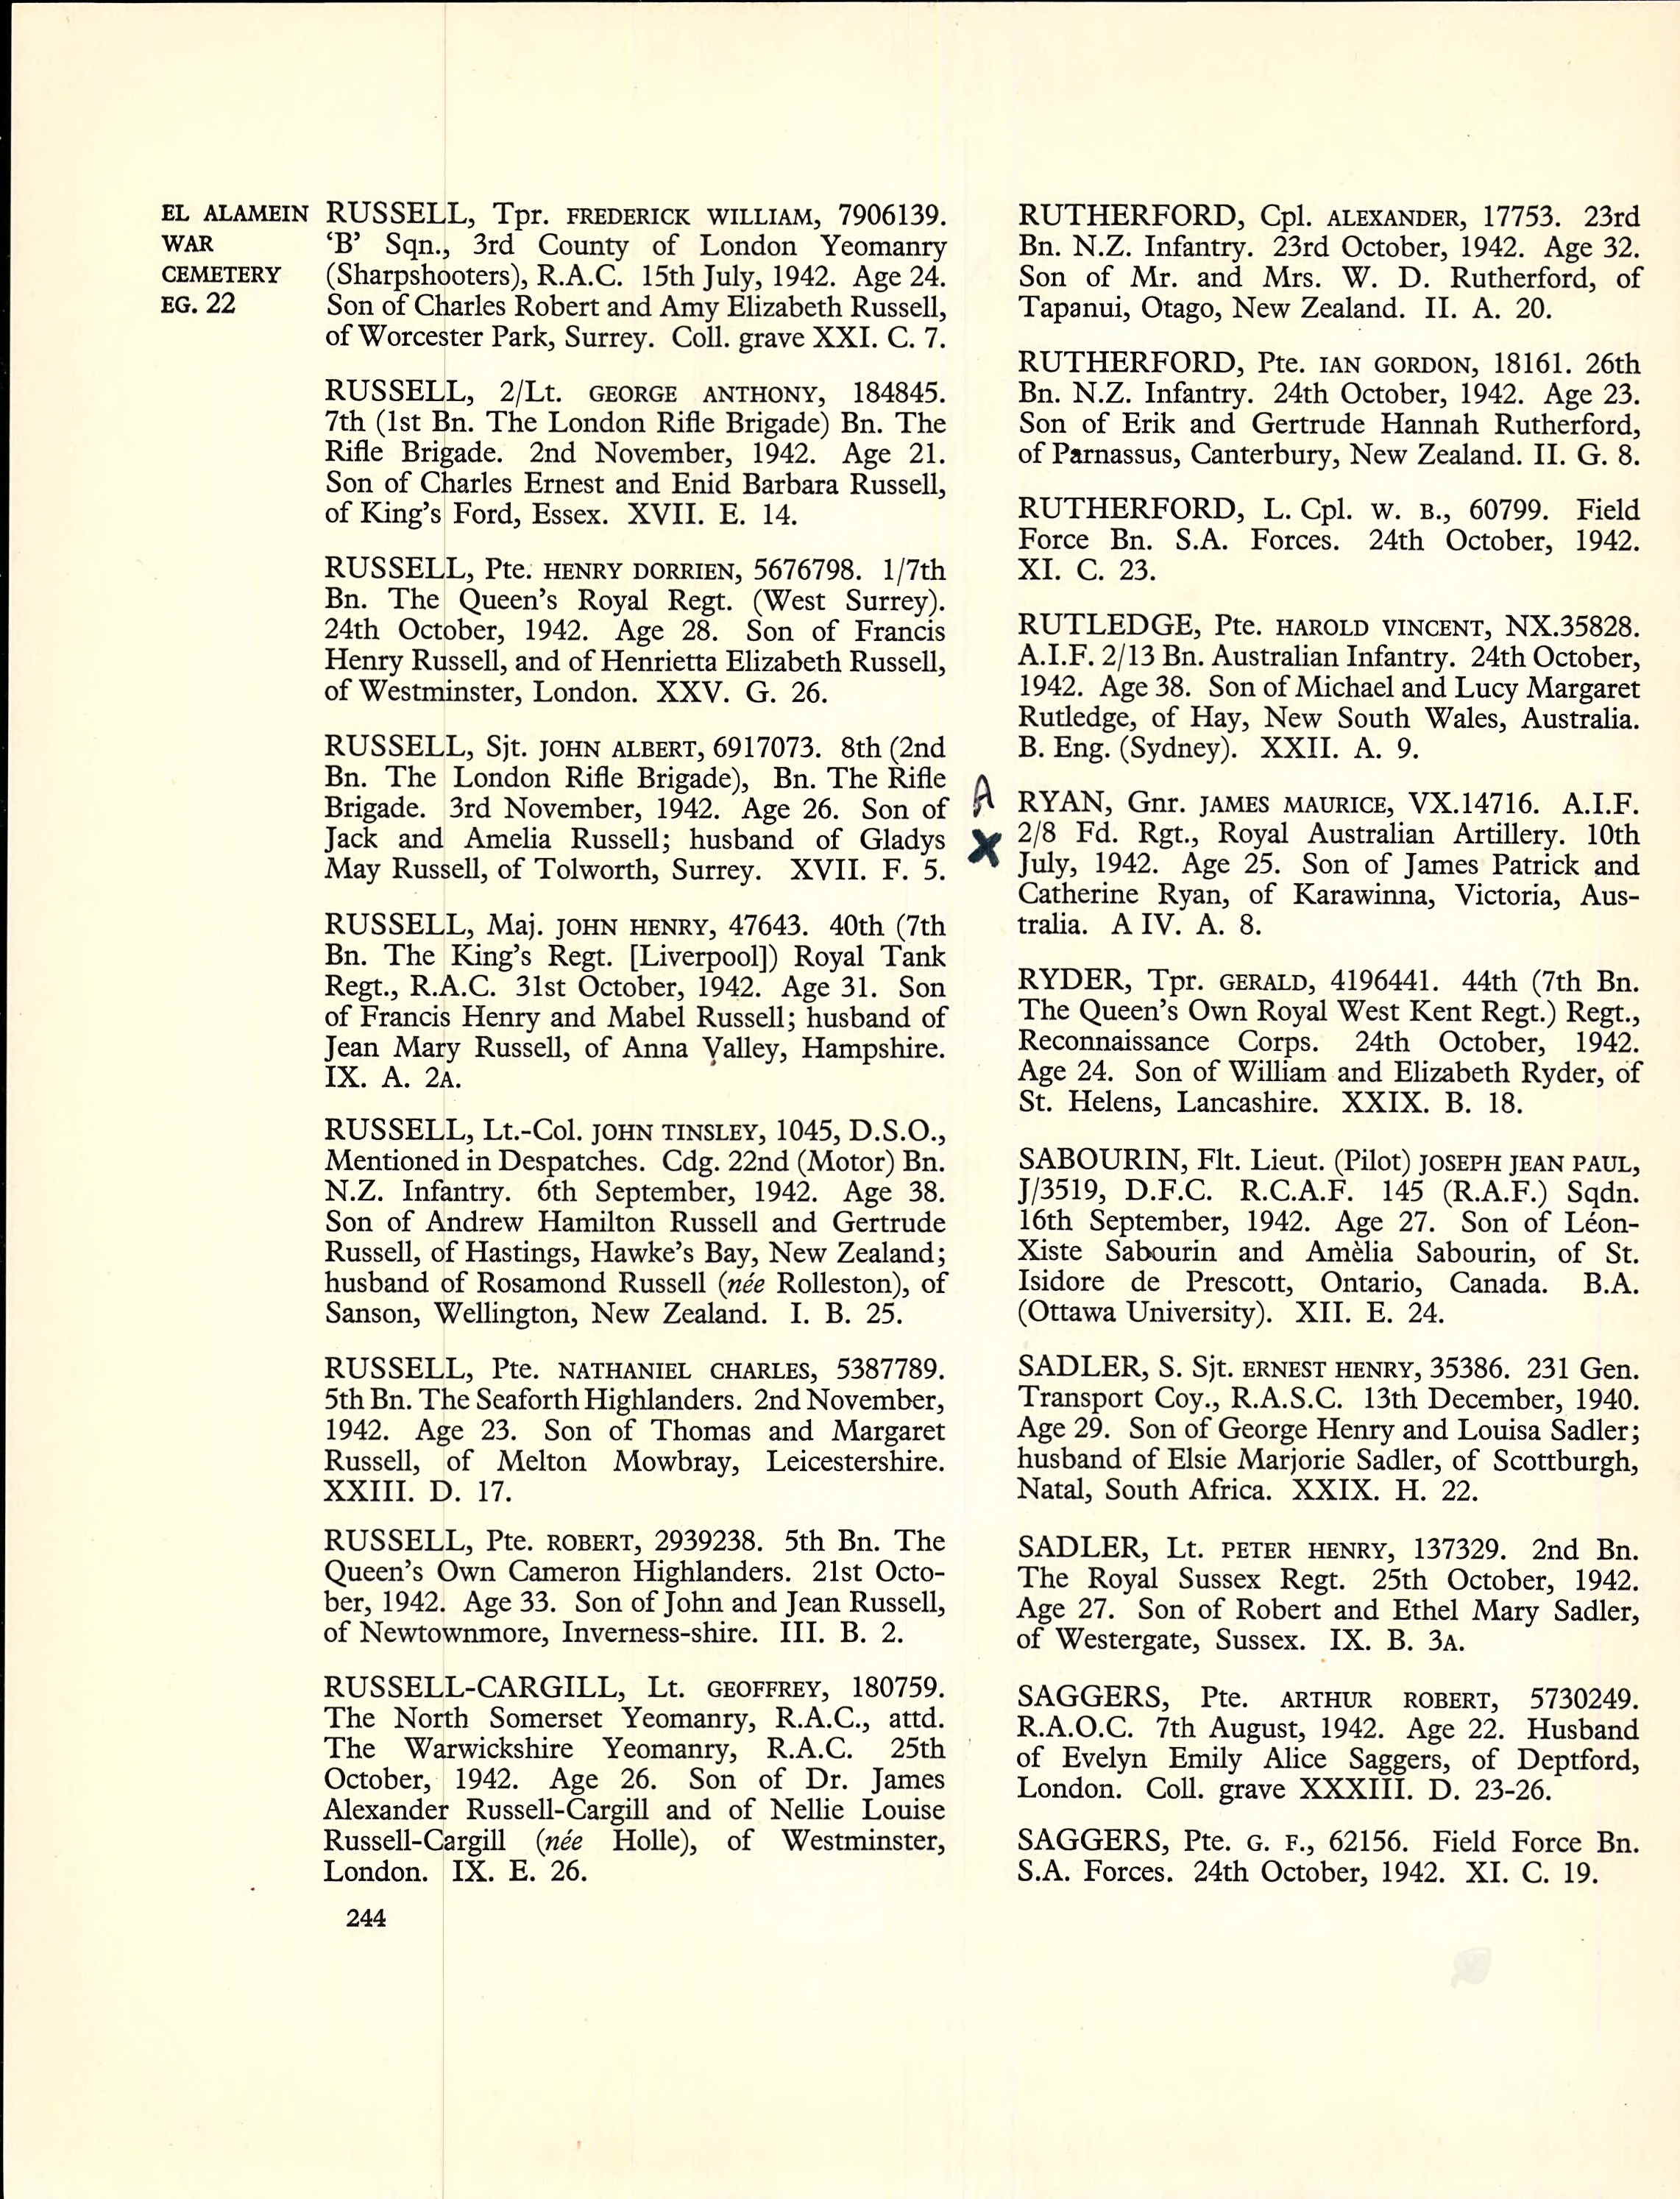 EL ALAMEIN
WAR
CEMETERY
EG. 22
RUSSELL, Tpr. FREDERICK WILLIAM, 7906139.
‘B’ Sqn., 3rd County of London Yeomanry
(Sharpshooters), R.A.C. 15th July, 1942. Age 24.
Son of Charles Robert and Amy Elizabeth Russell,
of Worcester Park, Surrey. Coll. grave XXI. C. 7.
RUSSELL, 2/Lt. GEORGE ANTHONY, 184845.
7th (1st Bn. The London Rifle Brigade) Bn. The
Rifle Brigade. 2nd November, 1942. Age 21.
Son of Charles Ernest and Enid Barbara Russell,
of King’s Ford, Essex. XVII. E. 14.
RUSSELL, Pte. HENRY DORRIEN, 5676798. 1/7th
Bn. The Queen’s Royal Regt. (West Surrey).
24th October, 1942. Age 28. Son of Francis
Henry Russell, and of Henrietta Elizabeth Russell,
of Westminster, London. XXV. G. 26.
RUSSELL, Sjt. JOHN ALBERT, 6917073. 8th (2nd
Bn. The London Rifle Brigade), Bn. The Rifle
Brigade. 3rd November, 1942. Age 26. Son of
Jack and Amelia Russell; husband of Gladys
May Russell, of Tolworth, Surrey. XVII. F. 5.
RUSSELL, Maj. JOHN HENRY, 47643. 40th (7th
Bn. The King’s Regt. [Liverpool]) Royal Tank
Regt., R.A.C. 31st October, 1942. Age 31. Son
of Francis Henry and Mabel Russell; husband of
Jean Mary Russell, of Anna Valley, Hampshire.
IX. A. 2A.
RUSSELL, Lt.-Col. JOHN TINSLEY, 1045, D.S.O.,
Mentioned in Despatches. Cdg. 22nd (Motor) Bn.
N.Z. Infantry. 6th September, 1942. Age 38.
Son of Andrew Hamilton Russell and Gertrude
Russell, of Hastings, Hawke’s Bay, New Zealand;
husband of Rosamond Russell (née Rolleston), of
Sanson, Wellington, New Zealand. I. B. 25.
RUSSELL, Pte. NATHANIEL CHARLES, 5387789.
5th Bn. The Seaforth Highlanders. 2nd November,
1942. Age 23. Son of Thomas and Margaret
Russell, of Melton Mowbray, Leicestershire.
XXIII. D. 17.
RUSSELL, Pte. ROBERT, 2939238. 5th Bn. The
Queen’s Own Cameron Highlanders. 21st Octo-
ber, 1942. Age 33. Son of John and Jean Russell,
of Newtownmore, Inverness-shire. III. B. 2.
RUSSELL-CARGILL, Lt. GEOFFREY, 180759.
The North Somerset Yeomanry, R.A.C., attd.
The Warwickshire Yeomanry, R.A.C. 25th
October, 1942. Age 26. Son of Dr. James
Alexander Russell-Cargill and of Nellie Louise
Russell-Cargill (née Holle), of Westminster,
London. IX. E. 26.
244
RUTHERFORD, Cpl. ALEXANDER, 17753. 23rd
Bn. N.Z. Infantry. 23rd October, 1942. Age 32.
Son of Mr. and Mrs. W. D. Rutherford, of
Tapanui, Otago, New Zealand. II. A. 20.
RUTHERFORD, Pte. IAN GORDON, 18161. 26th
Bn. N.Z. Infantry. 24th October, 1942. Age 23.
Son of Erik and Gertrude Hannah Rutherford,
of Parnassus, Canterbury, New Zealand. II. G. 8.
RUTHERFORD, L. Cpl. W. B., 60799. Field
Force Bn. S.A. Forces. 24th October, 1942.
XI. C. 23.
RUTLEDGE, Pte. HAROLD VINCENT, NX.35828.
A.I.F. 2/13 Bn. Australian Infantry. 24th October,
1942. Age 38. Son of Michael and Lucy Margaret
Rutledge, of Hay, New South Wales, Australia.
B. Eng. (Sydney). XXII. A. 9.
A
X
RYAN, Gnr. JAMES MAURICE, VX.14716. A.I.F.
2/8 Fd. Rgt., Royal Australian Artillery. 10th
July, 1942. Age 25. Son of James Patrick and
Catherine Ryan, of Karawinna, Victoria, Aus-
tralia. A IV. A. 8.
RYDER, Tpr. GERALD, 4196441. 44th (7th Bn.
The Queen’s Own Royal West Kent Regt.) Regt.,
Reconnaissance Corps. 24th October, 1942.
Age 24. Son of William and Elizabeth Ryder, of
St. Helens, Lancashire. XXIX. B. 18.
SABOURIN, Flt. Lieut. (Pilot) JOSEPH JEAN PAUL,
J/3519, D.F.C. R.C.A.F. 145 (R.A.F.) Sqdn.
16th September, 1942. Age 27. Son of Léon-
Xiste Sabourin and Amèlia Sabourin, of St.
Isidore de Prescott, Ontario, Canada. B.A.
(Ottawa University). XII. E. 24.
SADLER, S. Sjt. ERNEST HENRY, 35386. 231 Gen.
Transport Coy., R.A.S.C. 13th December, 1940.
Age 29. Son of George Henry and Louisa Sadler;
husband of Elsie Marjorie Sadler, of Scottburgh,
Natal, South Africa. XXIX. H. 22.
SADLER, Lt. PETER HENRY, 137329. 2nd Bn.
The Royal Sussex Regt. 25th October, 1942.
Age 27. Son of Robert and Ethel Mary Sadler,
of Westergate, Sussex. IX. B. 3A.
SAGGERS, Pte. ARTHUR ROBERT, 5730249.
R.A.O.C. 7th August, 1942. Age 22. Husband
of Evelyn Emily Alice Saggers, of Deptford,
London. Coll. grave XXXIII. D. 23-26.
SAGGERS, Pte. G. F., 62156. Field Force Bn.
S.A. Forces. 24th October, 1942. XI. C. 19.